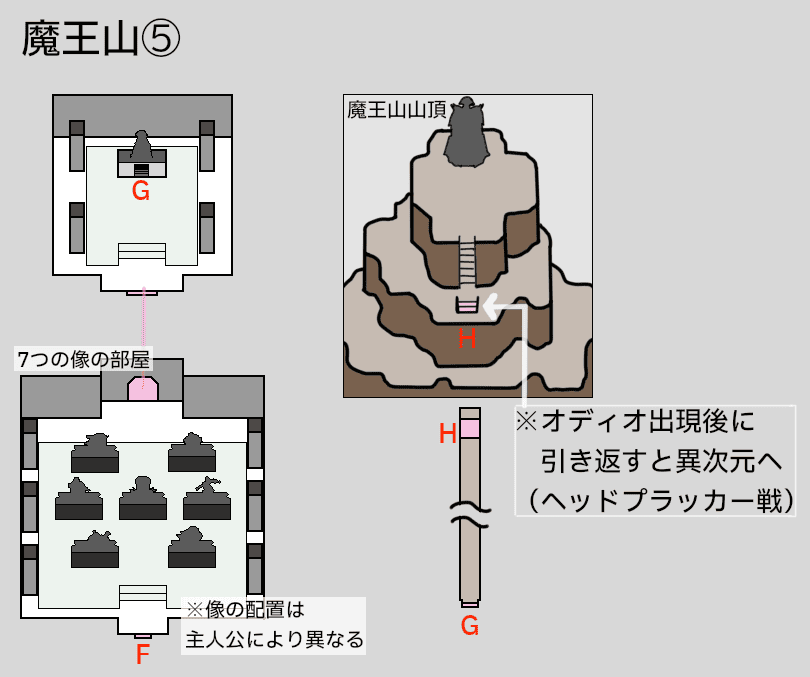 魔王山⑤
魔王山山頂
G
7つの像の部屋
H
※オディオ出現後に
引き返すと異次元へ
(ヘッドプラッカー戦)
H
※像の配置は
主人公により異なる
F
G